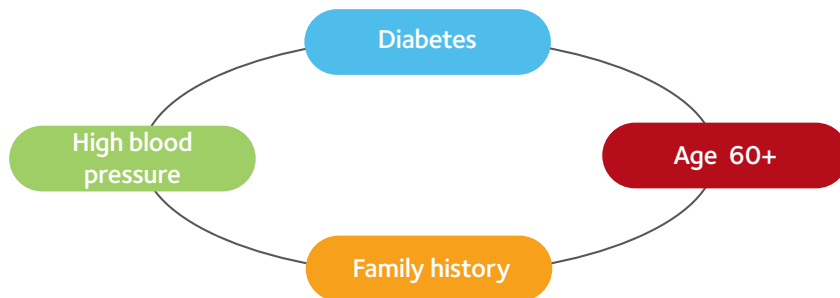 Diabetes
High blood
pressure
Age 60+
Family history